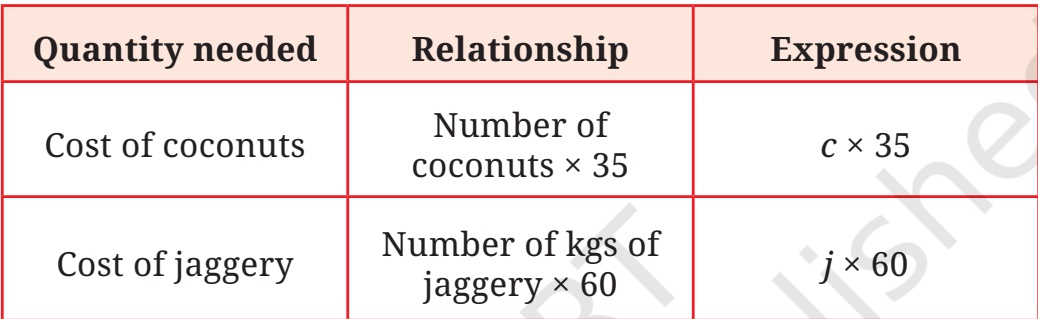 Quantity needed Relationship Expression
Cost of coconuts Number of coconuts × 35 c × 35
Cost of jaggery Number of kgs of jaggery × 60 j × 60